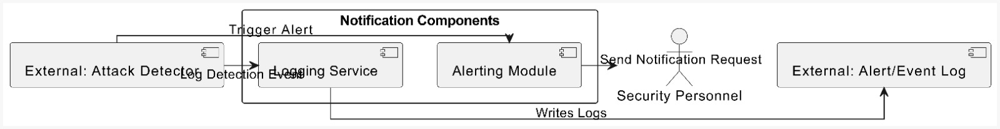 Notification Components
Trigger Alert
External: Attack Detector
Log Detection Event
Logging Service
Alerting Module
Send Notification Request
Security Personnel
External: Alert/Event Log
Writes Logs